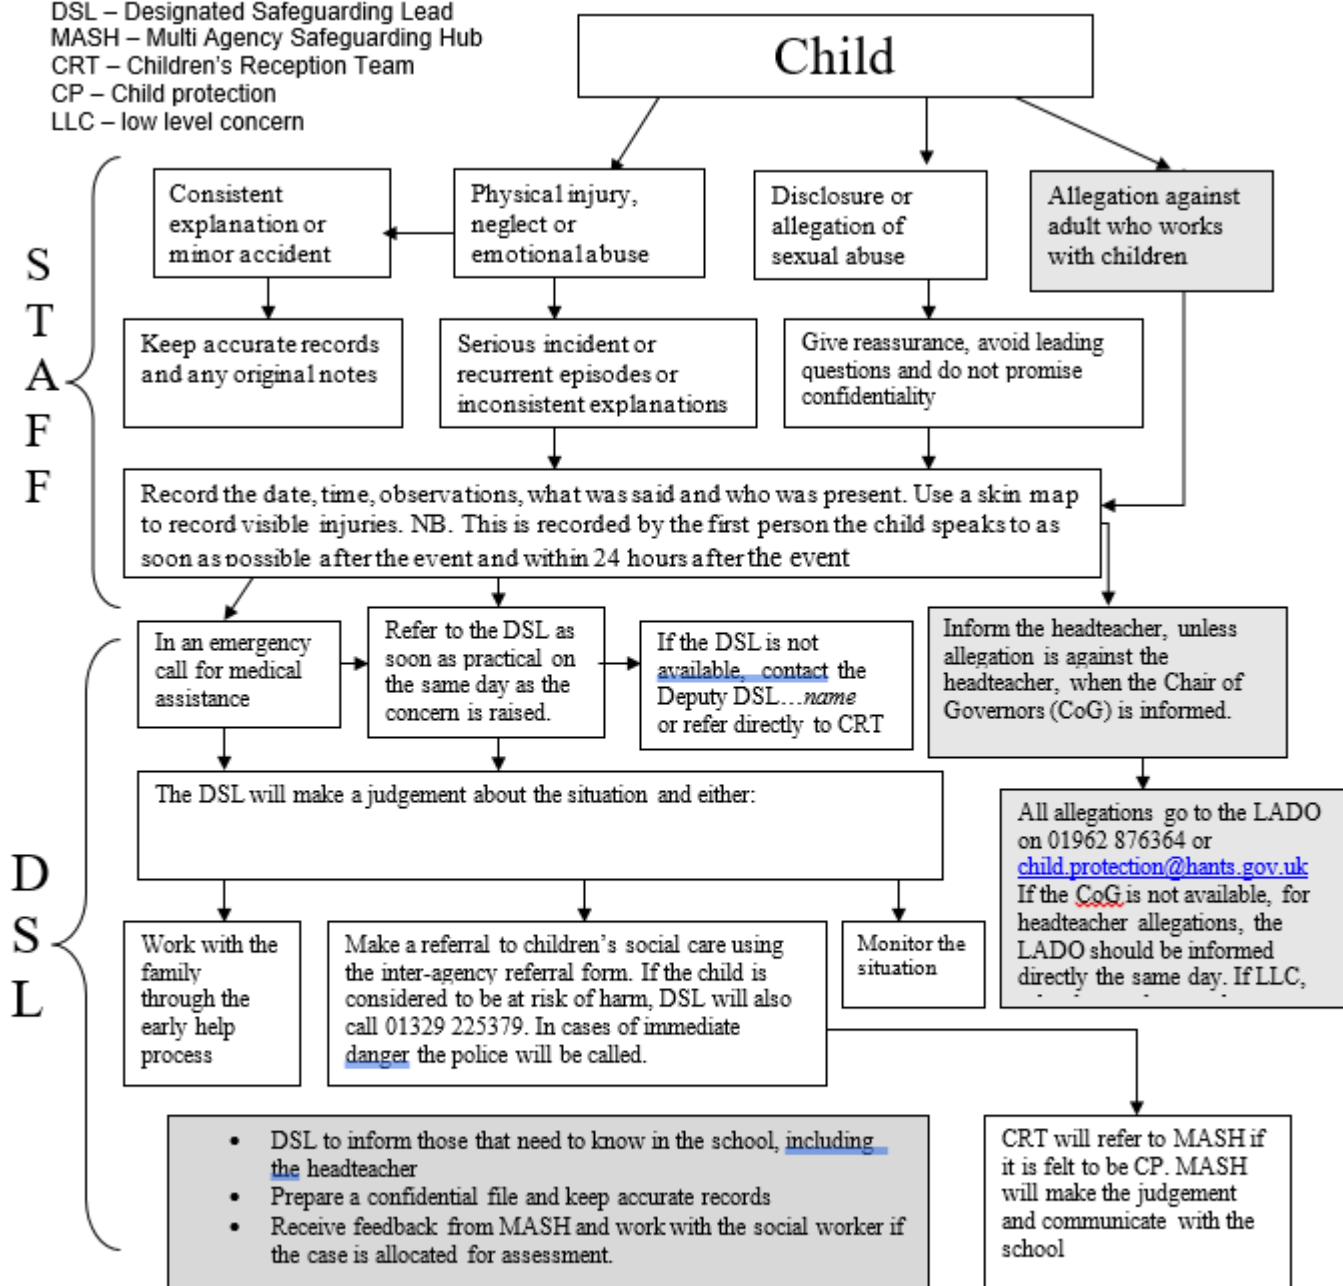 DSL – Designated Safeguarding Lead
MASH – Multi Agency Safeguarding Hub
CRT – Children's Reception Team
CP – Child protection
LLC – low level concern
Child
S
T
A
F
F
Consistent
explanation or
minor accident
Physical injury,
neglect or
emotional abuse
Disclosure or
allegation of
sexual abuse
Allegation against
adult who works
with children
Keep accurate records
and any original notes
Serious incident or
recurrent episodes or
inconsistent explanations
Give reassurance, avoid leading
questions and do not promise
confidentiality
Record the date, time, observations, what was said and who was present. Use a skin map
to record visible injuries. NB. This is recorded by the first person the child speaks to as
soon as possible after the event and within 24 hours after the event
D
S
L
In an emergency
call for medical
assistance
Refer to the DSL as
soon as practical on
the same day as the
concern is raised.
If the DSL is not
available, contact the
Deputy DSL…name
or refer directly to CRT
Inform the headteacher, unless
allegation is against the
headteacher, when the Chair of
Governors (CoG) is informed.
The DSL will make a judgement about the situation and either:
All allegations go to the LADO
on 01962 876364 or
child.protection@hants.gov.uk
If the CoG is not available, for
headteacher allegations, the
LADO should be informed
directly the same day. If LLC,
Work with the
family
through the
early help
process
Make a referral to children's social care using
the inter-agency referral form. If the child is
considered to be at risk of harm, DSL will also
call 01329 225379. In cases of immediate
danger the police will be called.
Monitor the
situation
• DSL to inform those that need to know in the school, including
the headteacher
• Prepare a confidential file and keep accurate records
• Receive feedback from MASH and work with the social worker if
the case is allocated for assessment.
CRT will refer to MASH if
it is felt to be CP. MASH
will make the judgement
and communicate with the
school